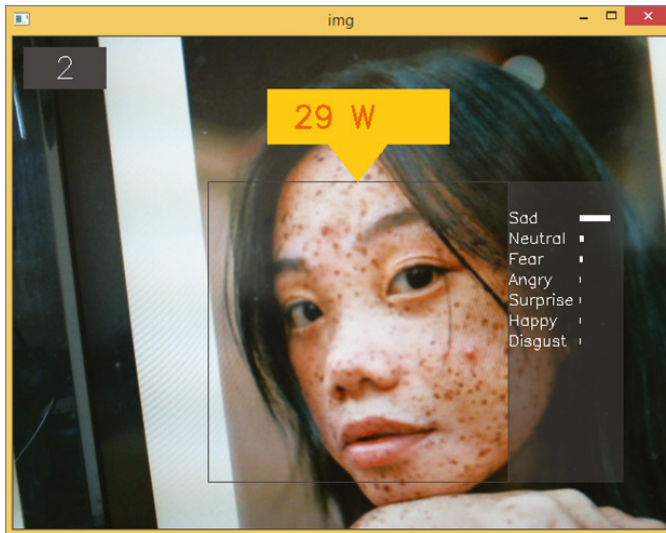 img
2
29 W
Sad
Neutral
Fear
Angry
Surprise
Happy
Disgust